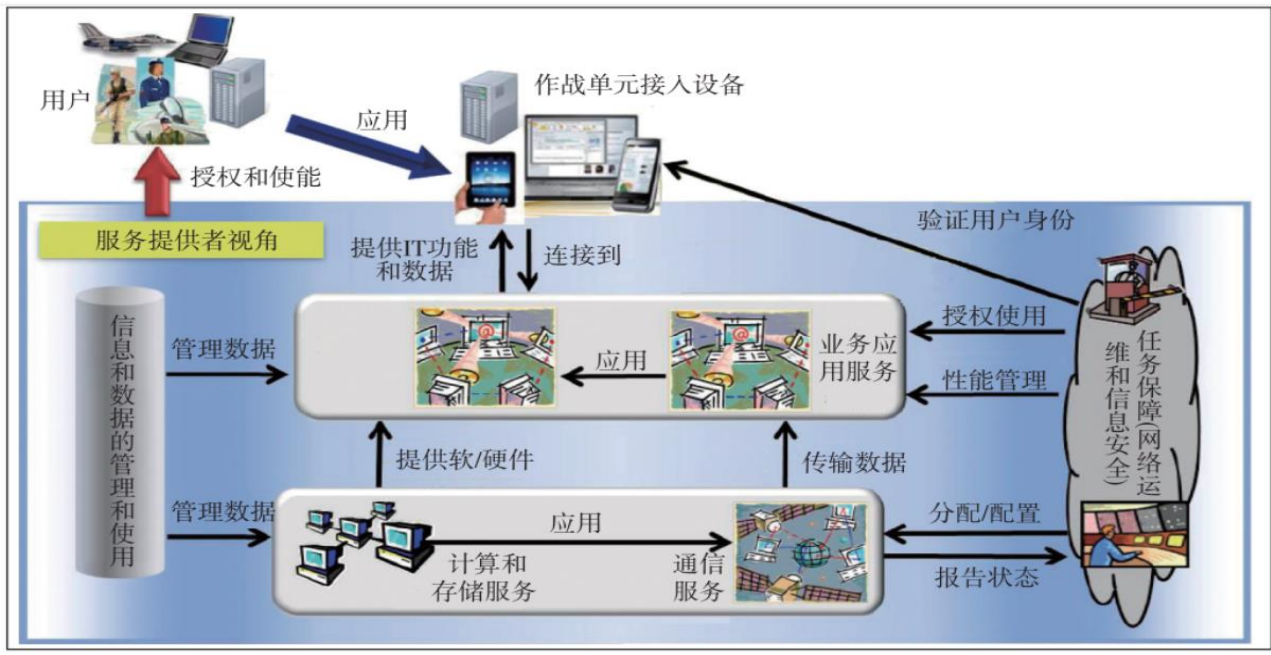 用户
作战单元接入设备
应用
授权和使能
验证用户身份
服务提供者视角
提供IT功能
和数据
连接到
信息和数据的管理和使用
管理数据
应用
业务应
用服务
授权使用
性能管理
任务保障(网络运
维和信息安全)
提供软/硬件
传输数据
管理数据
应用
计算和
存储服务
通信
服务
分配/配置
报告状态